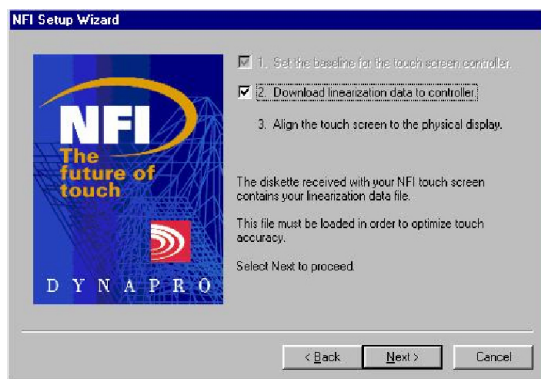 NFI Setup Wizard
1. Set the baseline for the touch screen controller.
2. Download linearization data to controller.
3. Align the touch screen to the physical display.
NFI
The
future of
touch
The diskette received with your NFI touch screen
contains your linearization data file.
This file must be loaded in order to optimize touch
accuracy.
Select Next to proceed.
DYNAPRO
< Back
Next >
Cancel